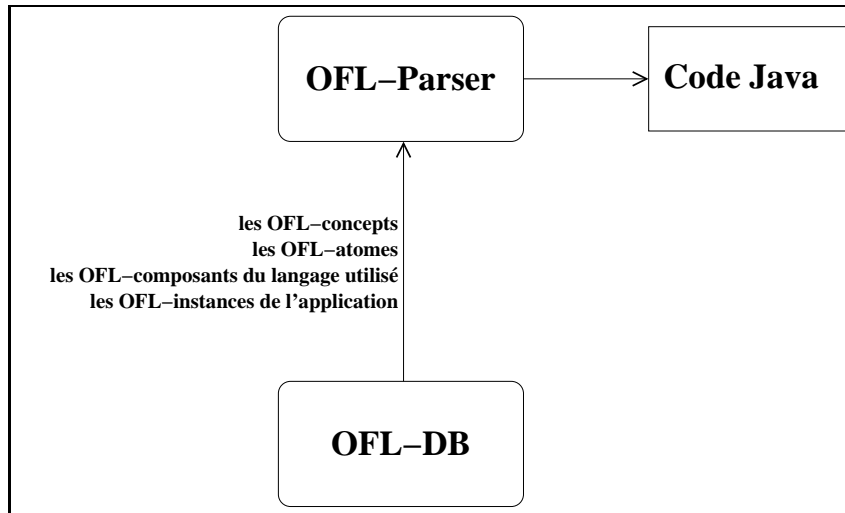 OFL−Parser
Code Java
les OFL−concepts
les OFL−atomes
les OFL−composants du langage utilisé
les OFL−instances de l'application
OFL−DB